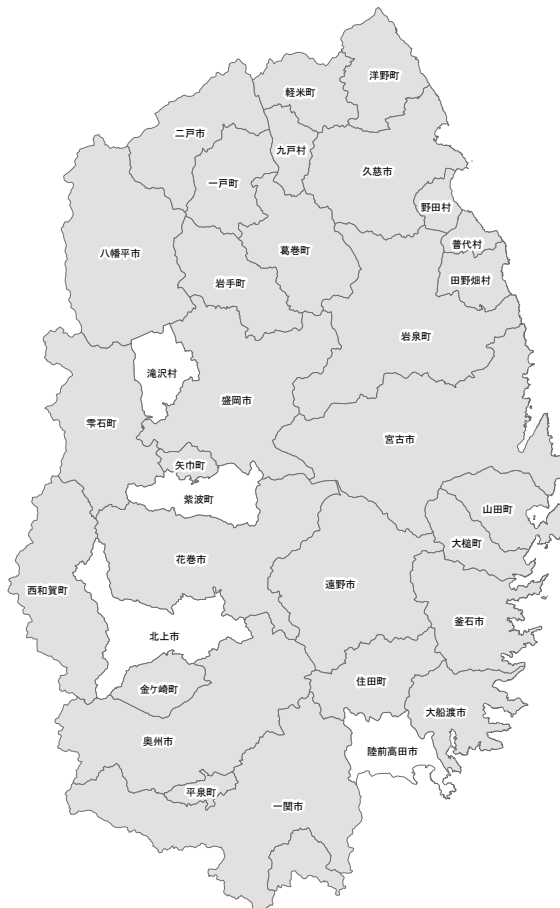 洋野町
軽米町
二戸市
九戸村
久慈市
一戸町
野田村
普代村
八幡平市
葛巻町
岩手町
田野畑村
岩泉町
滝沢村
盛岡市
雫石町
宮古市
矢巾町
紫波町
山田町
大槌町
花巻市
遠野市
西和賀町
釜石市
北上市
住田町
金ケ崎町
大船渡市
奥州市
陸前高田市
平泉町
一関市